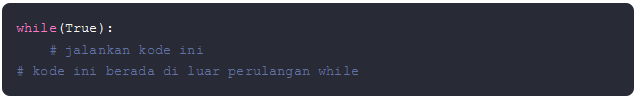 while(True):
    # jalankan kode ini
# kode ini berada di luar perulangan while